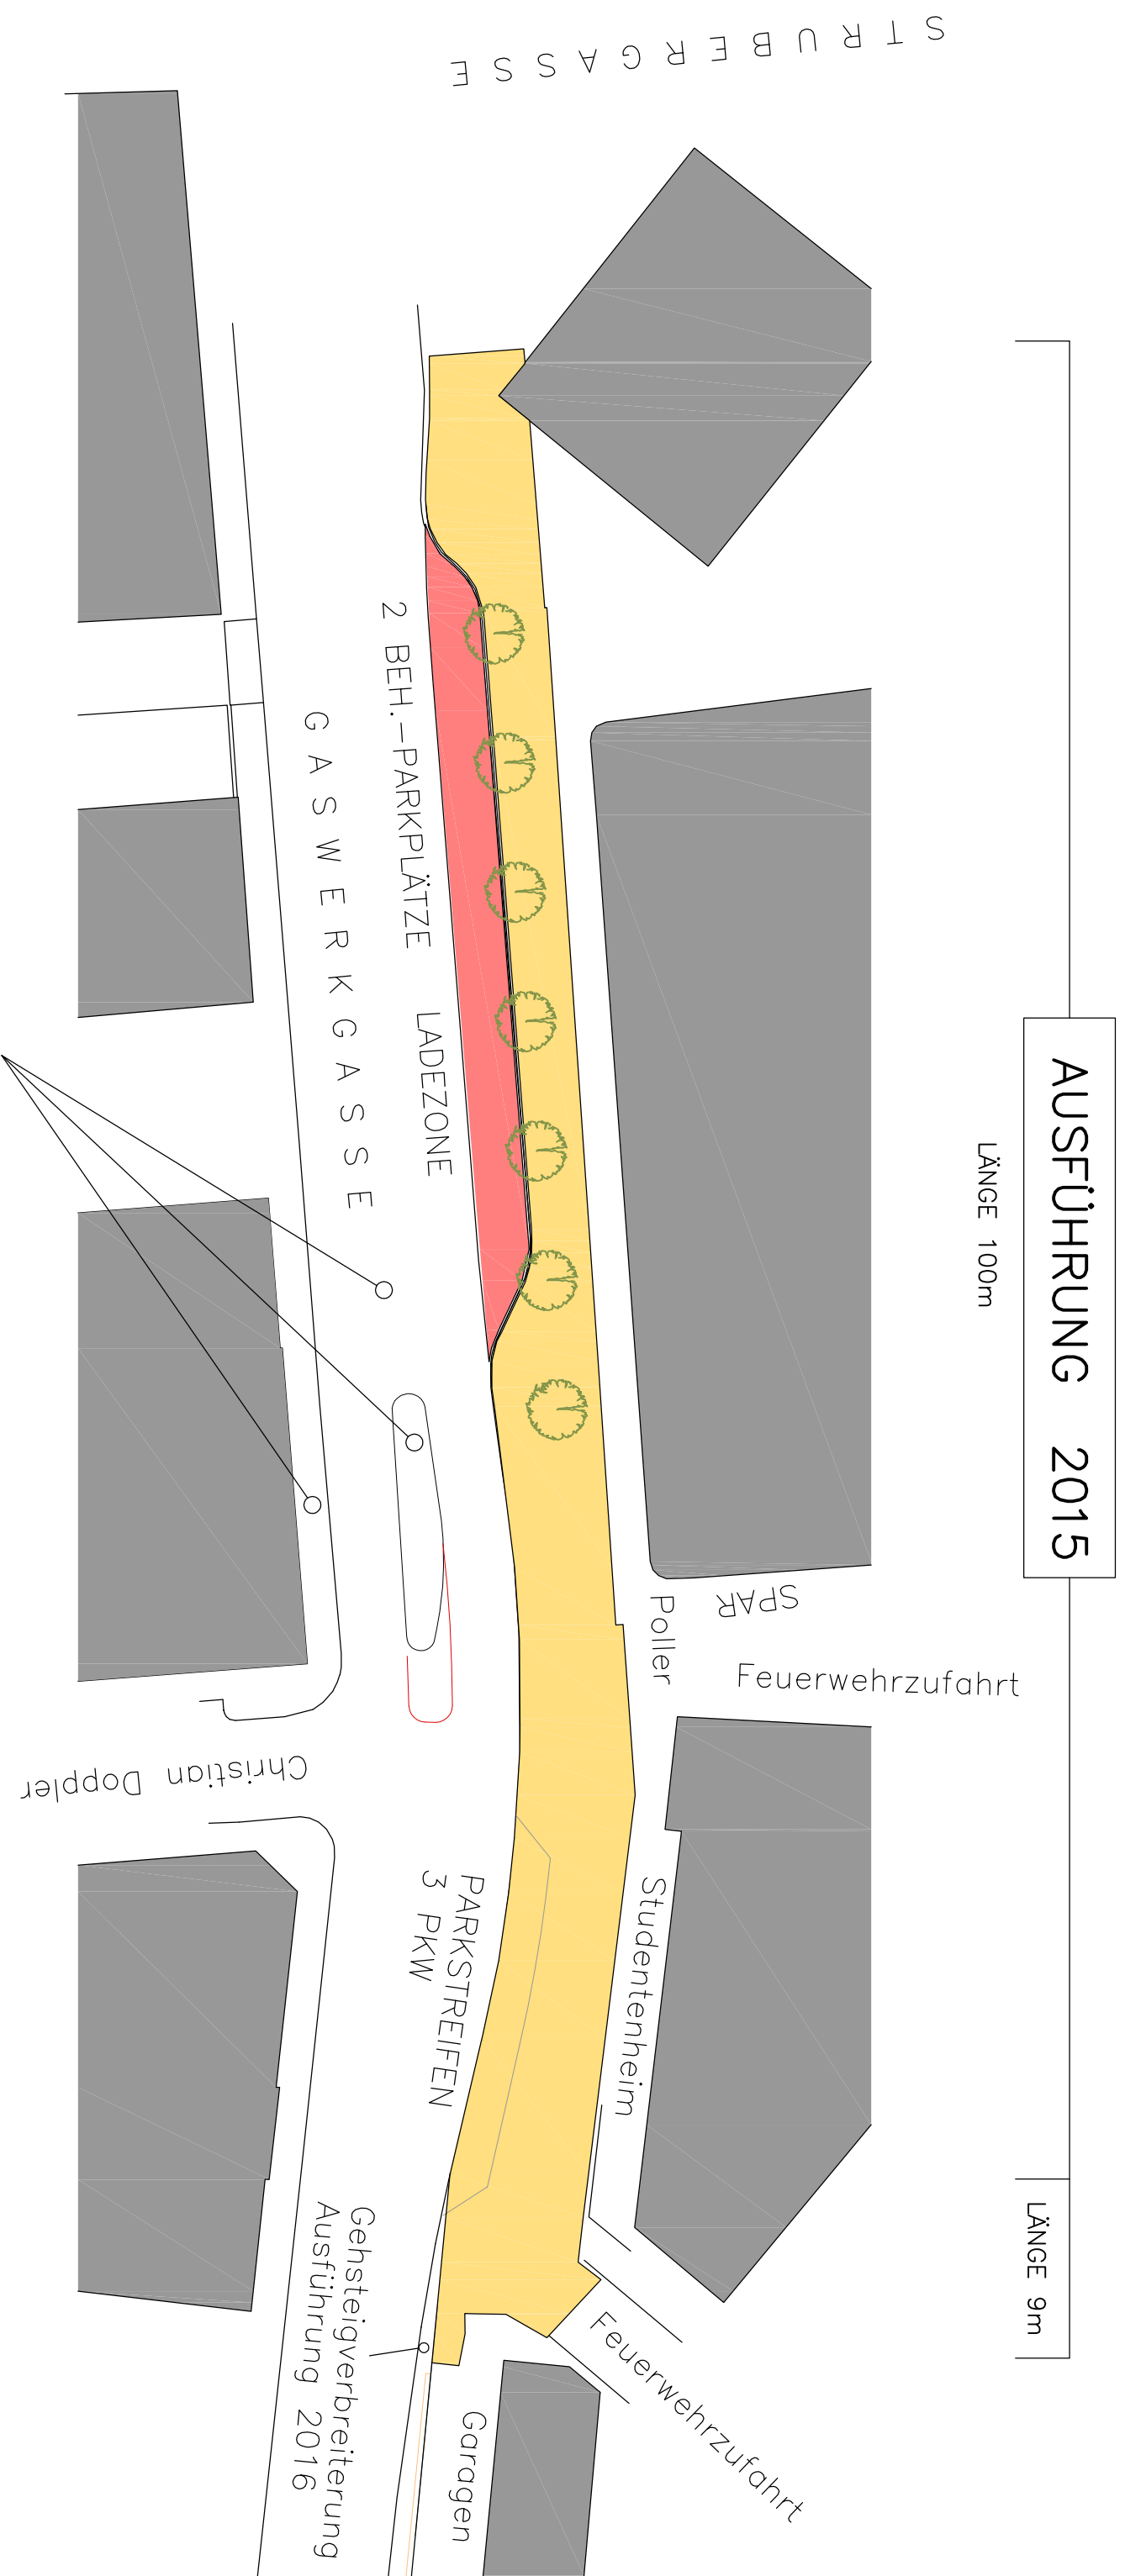 STRUBERGASSE
AUSFÜHRUNG 2015
LÄNGE 100m
LÄNGE 9m
2 BEH.-PARKPLÄTZE
LADEZONE
GASWERKGASSE
SPAR
Poller
Feuerwehrzufahrt
Christian Doppler
Studentenheim
PARKSTREIFEN
3 PKW
Feuerwehrzufahrt
Garagen
Gehsteigverbreiterung
Ausführung 2016